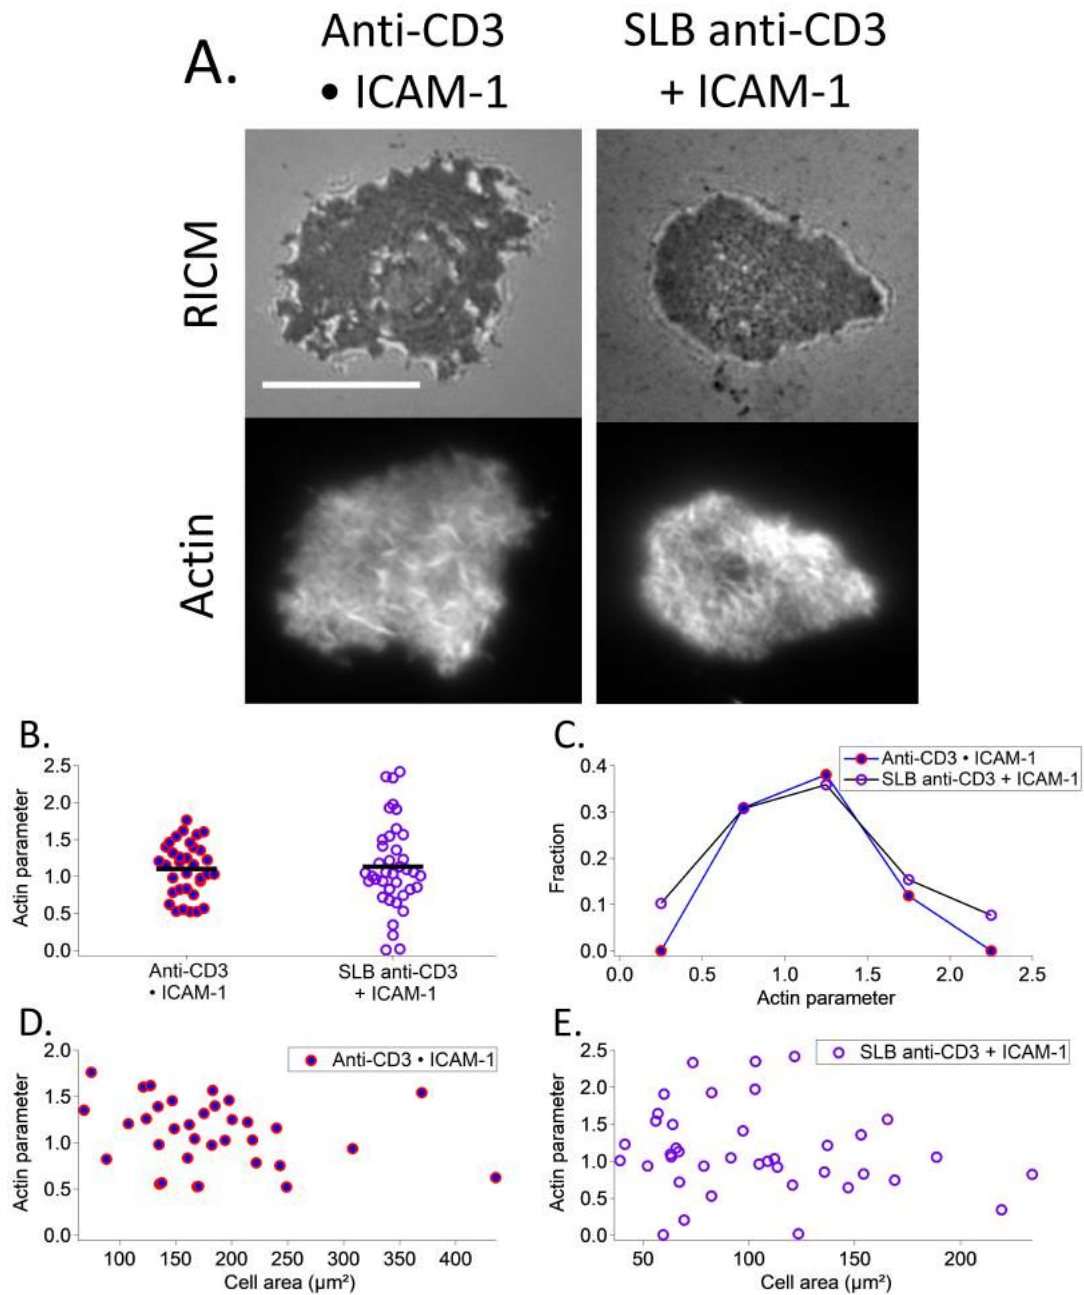 A.
Anti-CD3
• ICAM-1
SLB anti-CD3
+ ICAM-1
RICM
Actin
B.
2.5
2.0
1.5
1.0
0.5
0.0
Actin parameter
Anti-CD3
• ICAM-1
SLB anti-CD3
+ ICAM-1
C.
Anti-CD3 • ICAM-1
SLB anti-CD3 + ICAM-1
0.4
0.3
0.2
0.1
0.0
Fraction
0.0 0.5 1.0 1.5 2.0 2.5
Actin parameter
D.
Anti-CD3 • ICAM-1
2.0
1.5
1.0
0.5
0.0
Actin parameter
100 150 200 250 300 350 400
Cell area (µm²)
E.
SLB anti-CD3 + ICAM-1
2.5
2.0
1.5
1.0
0.5
0.0
Actin parameter
50 100 150 200
Cell area (µm²)